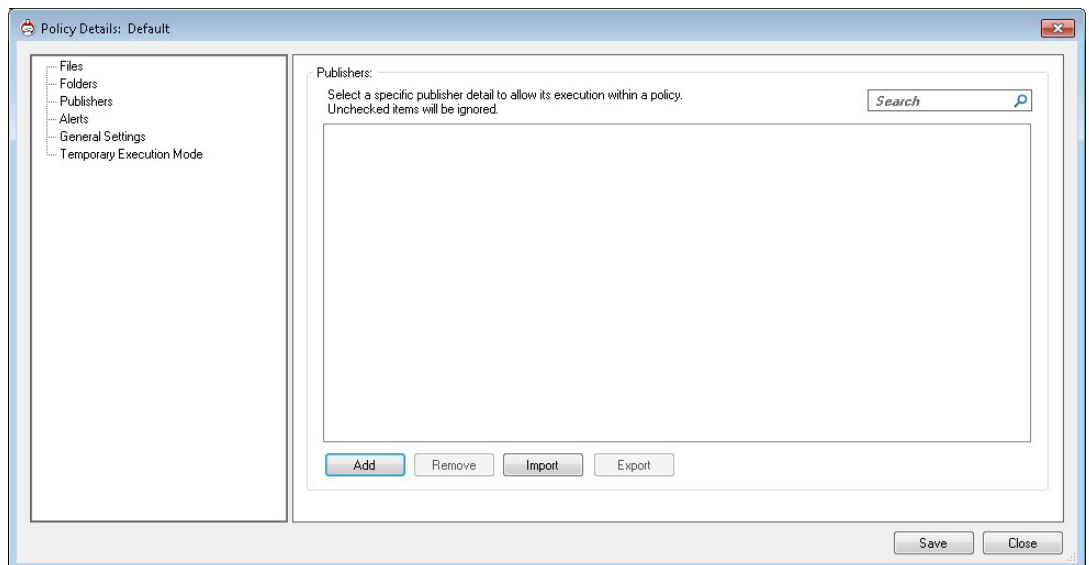 Policy Details: Default
Files
Folders
Publishers
Alerts
General Settings
Temporary Execution Mode
Publishers:
Select a specific publisher detail to allow its execution within a policy.
Unchecked items will be ignored.
Search
Add
Remove
Import
Export
Save
Close